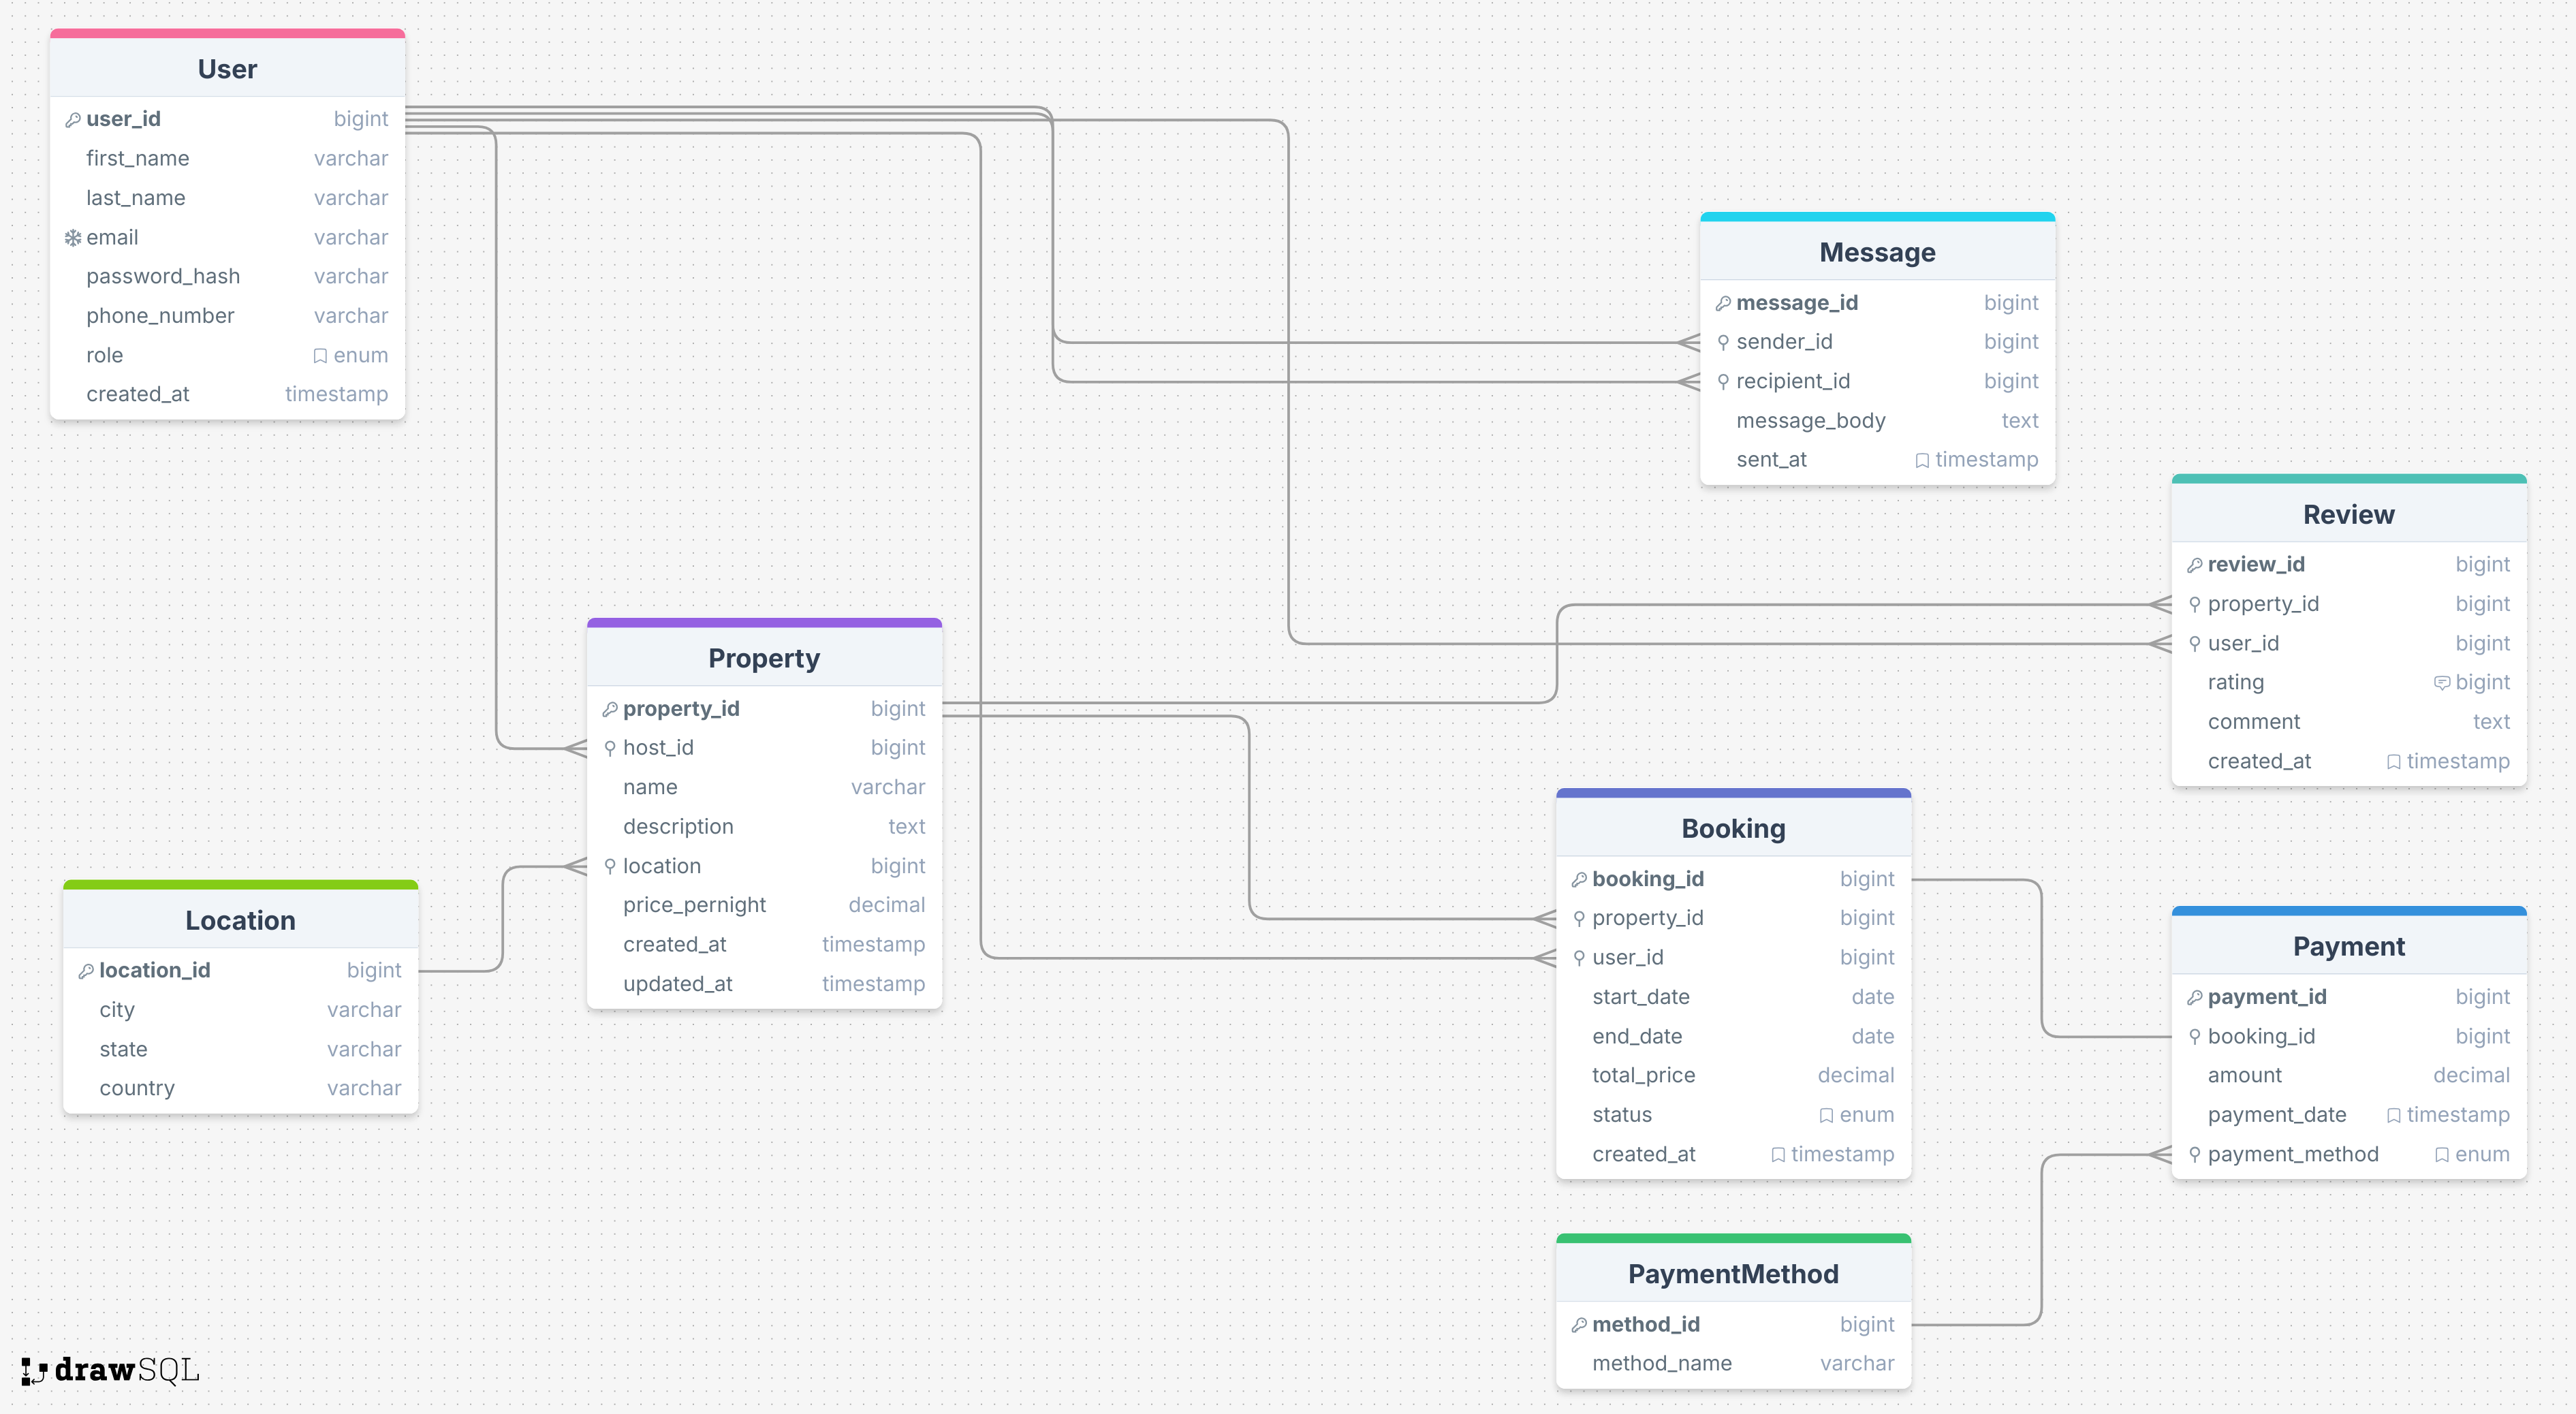 User
user_id bigint
first_name varchar
last_name varchar
email varchar
password_hash varchar
phone_number varchar
role enum
created_at timestamp
Message
message_id bigint
sender_id bigint
recipient_id bigint
message_body text
sent_at timestamp
Review
review_id bigint
property_id bigint
user_id bigint
rating bigint
comment text
created_at timestamp
Property
property_id bigint
host_id bigint
name varchar
description text
location bigint
price_pernight decimal
created_at timestamp
updated_at timestamp
Location
location_id bigint
city varchar
state varchar
country varchar
Booking
booking_id bigint
property_id bigint
user_id bigint
start_date date
end_date date
total_price decimal
status enum
created_at timestamp
Payment
payment_id bigint
booking_id bigint
amount decimal
payment_date timestamp
payment_method enum
PaymentMethod
method_id bigint
method_name varchar
drawSQL